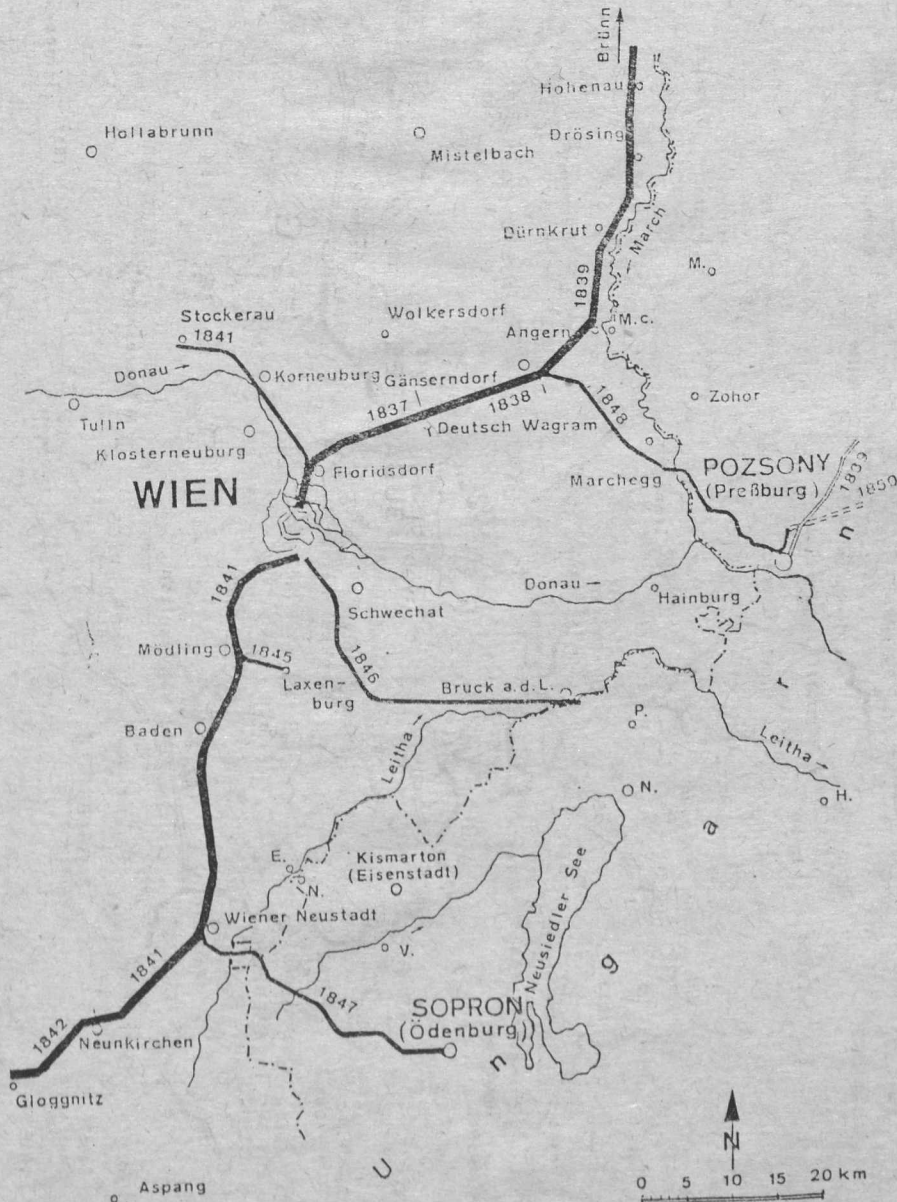 Brünn
Hohenau
Hollabrunn
Mistelbach
Drösing
Dürnkrut
← March
M.
1839
Stockerau
1841
Wolkersdorf
Angern
M.c.
Donau →
Korneuburg
Gänserndorf
1837
1838
1848
Zohor
Tulln
Klosterneuburg
Deutsch Wagram
Floridsdorf
Marchegg
POZSONY
(Preßburg)
1839
1850
WIEN
n
1841
Schwechat
Donau —
Hainburg
Mödling
1845
1846
Laxen-
burg
Bruck a.d.L.
r
Baden
P.
Leitha →
Leitha →
N.
H.
a
E.
N.
Kismarton
(Eisenstadt)
Neusiedler See
Wiener Neustadt
V.
g
1841
1847
SOPRON
(Ödenburg)
1842
Neunkirchen
n
Gloggnitz
U
N
Aspang
0 5 10 15 20 km